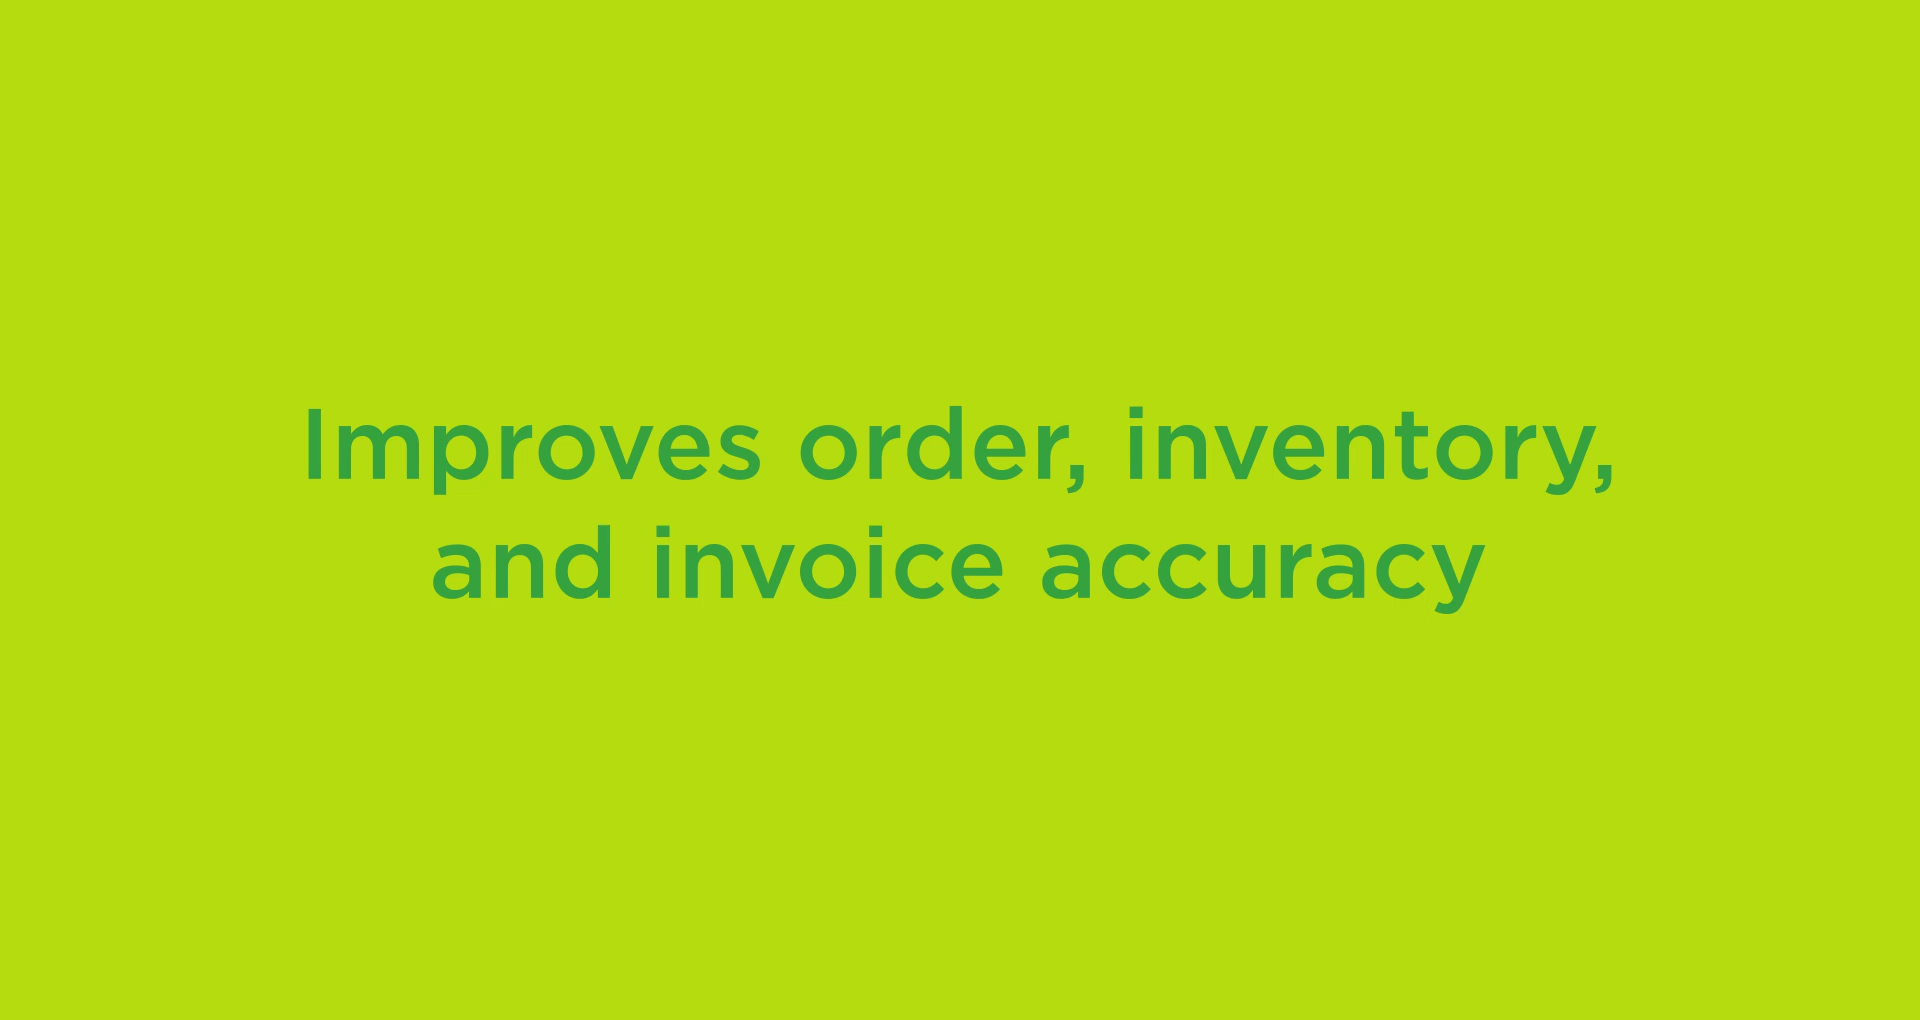 Improves order, inventory,
and invoice accuracy